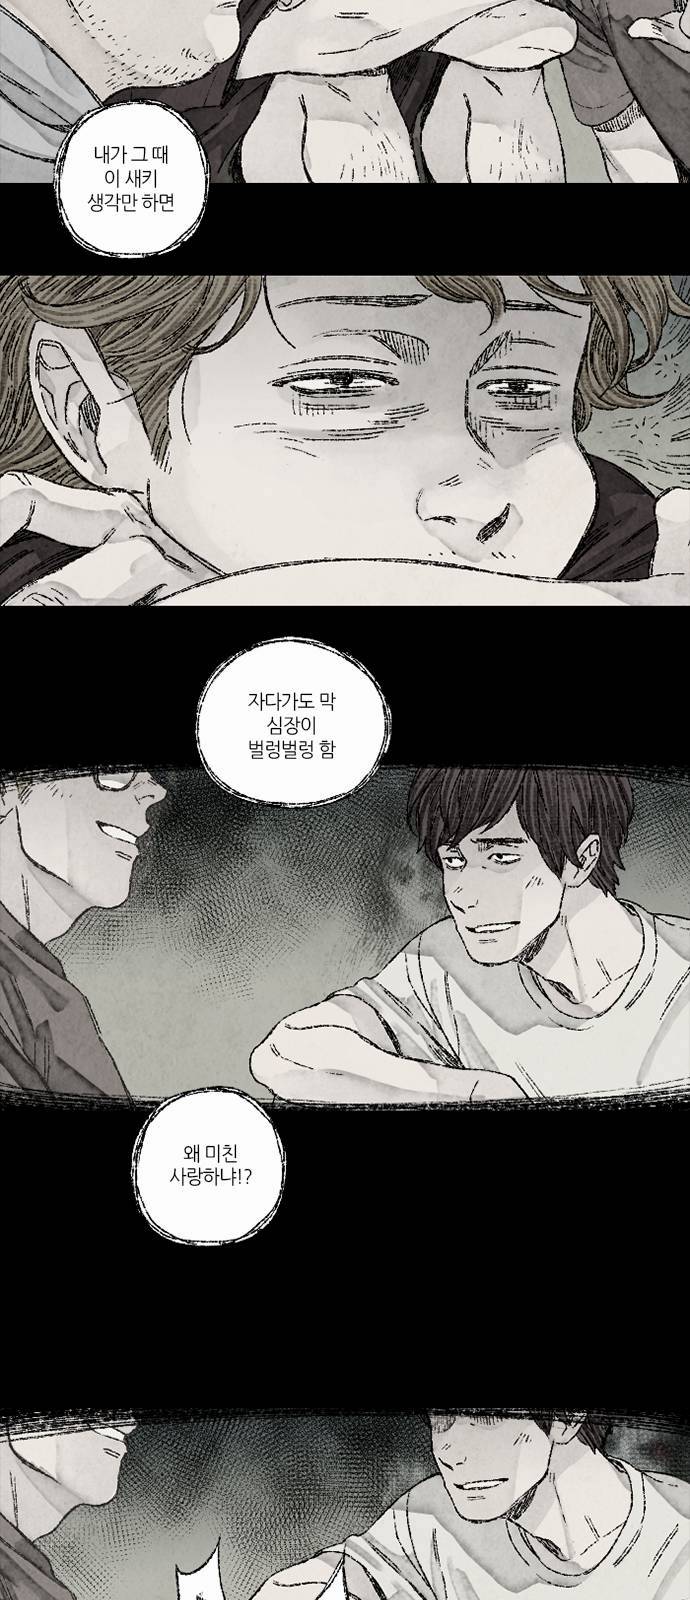 내가 그 때
이 새키
생각만 하면
자다가도 막
심장이
벌렁벌렁 함
왜 미친
사랑하냐!?